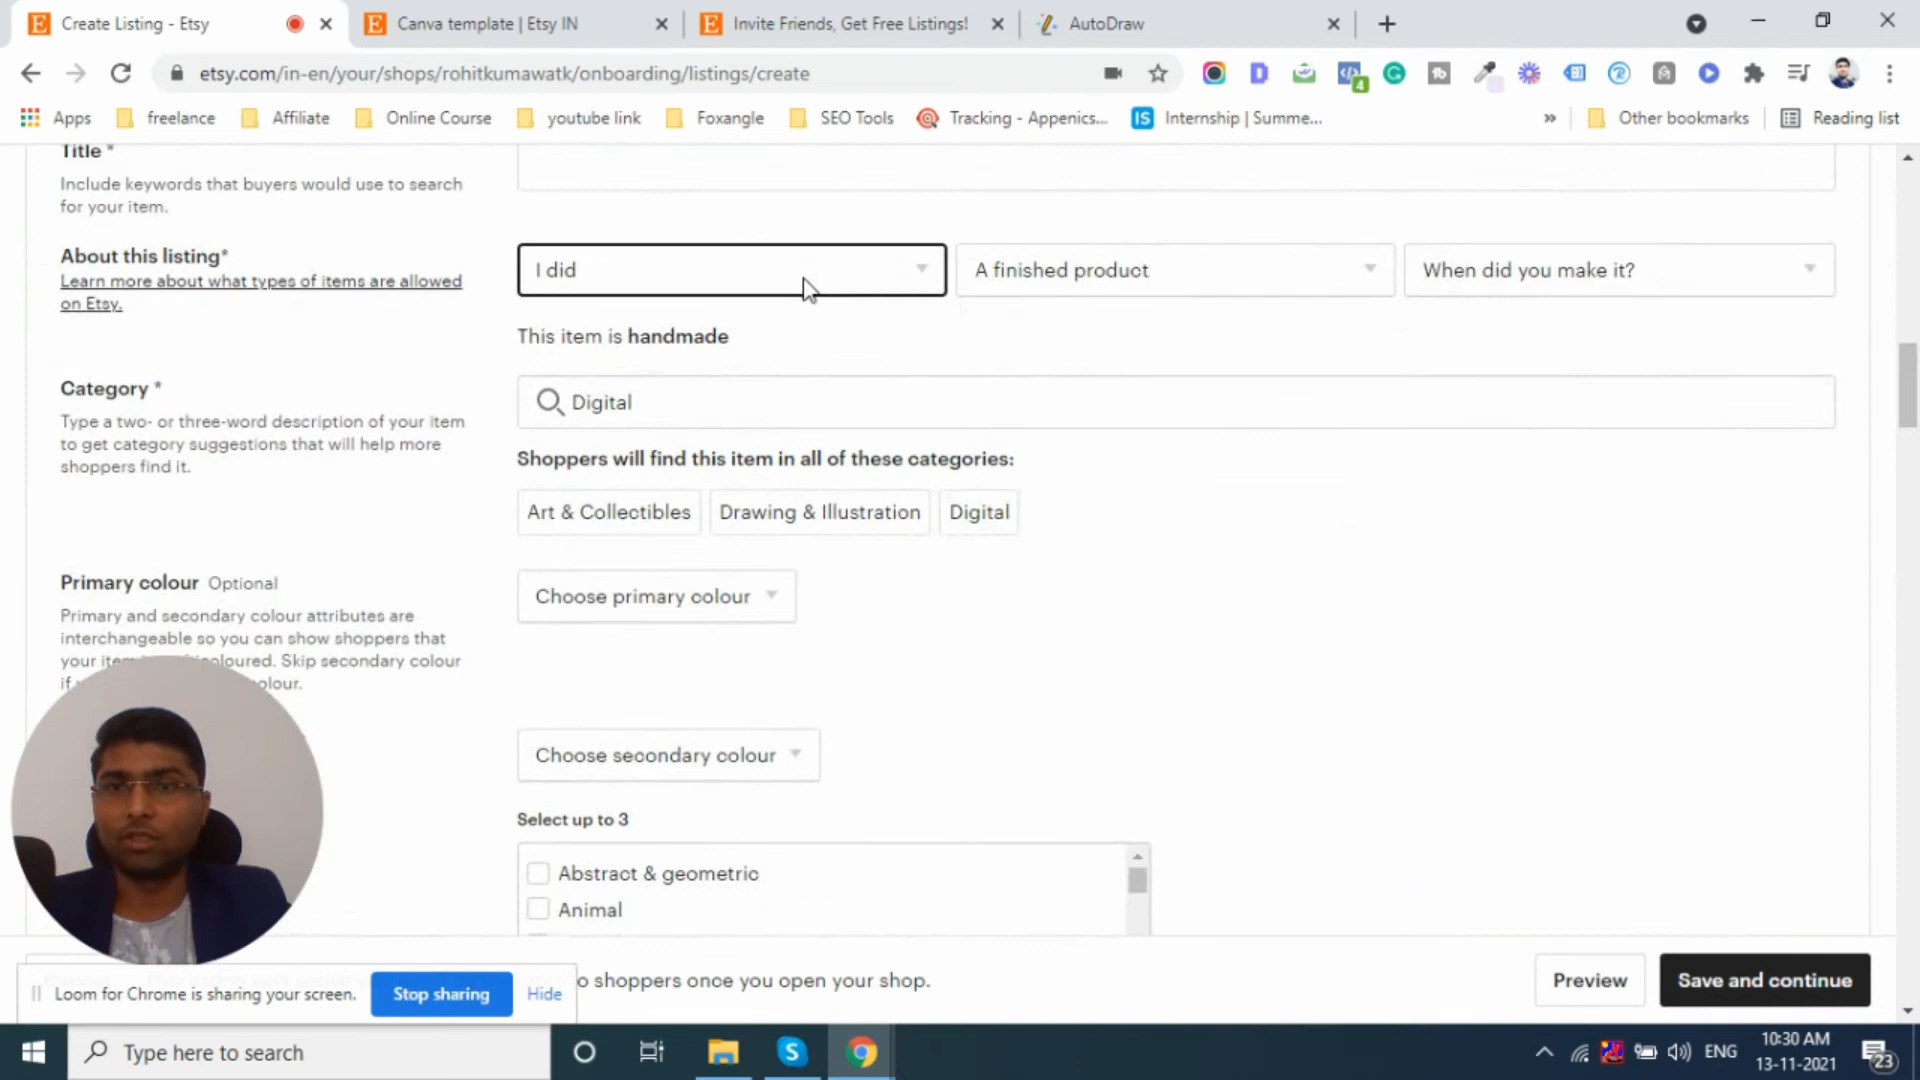 Create Listing - Etsy
Canva template | Etsy IN
Invite Friends, Get Free Listings!
AutoDraw
etsy.com/in-en/your/shops/rohitkumawatk/onboarding/listings/create
Apps
freelance
Affiliate
Online Course
youtube link
Foxangle
SEO Tools
Tracking - Appenics...
IS
Internship | Summe...
»
Other bookmarks
Reading list
Title *
Include keywords that buyers would use to search
for your item.
About this listing*
Learn more about what types of items are allowed
on Etsy.
I did
A finished product
When did you make it?
This item is handmade
Category *
Type a two- or three-word description of your item
to get category suggestions that will help more
shoppers find it.
Digital
Shoppers will find this item in all of these categories:
Art & Collectibles
Drawing & Illustration
Digital
Primary colour Optional
Primary and secondary colour attributes are
interchangeable so you can show shoppers that
your
coloured. Skip secondary colour
if
olour.
Choose primary colour
Choose secondary colour
Select up to 3
Abstract & geometric
Animal
o shoppers once you open your shop.
Preview
Save and continue
Loom for Chrome is sharing your screen.
Stop sharing
Hide
Type here to search
ENG
10:30 AM
13-11-2021
23